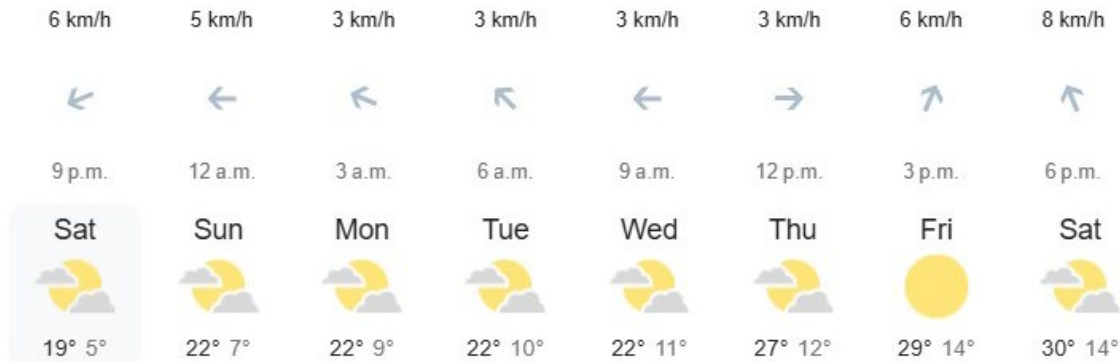 6 km/h 5 km/h 3 km/h 3 km/h 3 km/h 3 km/h 6 km/h 8 km/h
9 p.m. 12 a.m. 3 a.m. 6 a.m. 9 a.m. 12 p.m. 3 p.m. 6 p.m.
Sat Sun Mon Tue Wed Thu Fri Sat
19° 5° 22° 7° 22° 9° 22° 10° 22° 11° 27° 12° 29° 14° 30° 14°